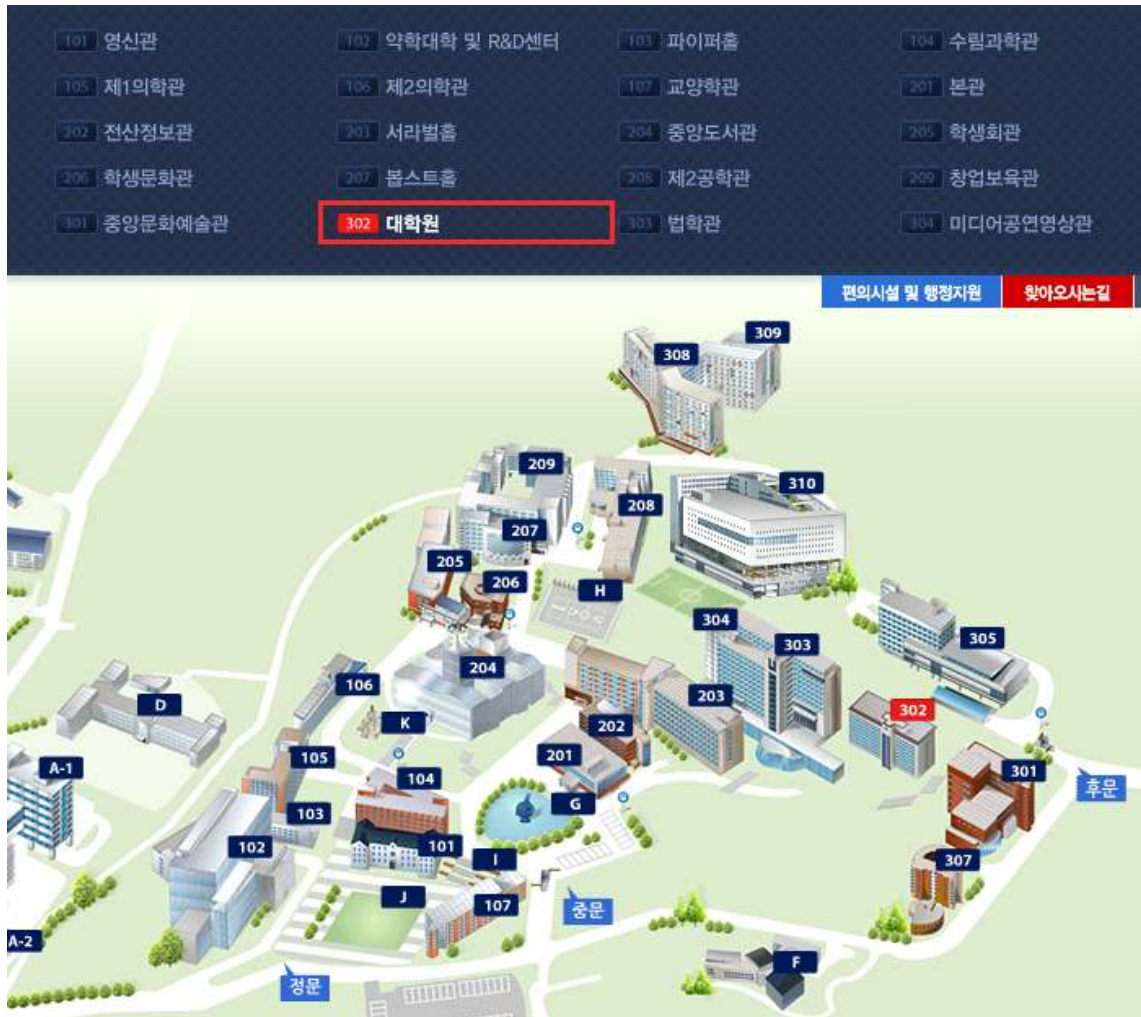 101 영신관 102 약학대학 및 R&D센터 103 파이퍼홀 104 수림과학관
105 제1의학관 106 제2의학관 107 교양학관 201 본관
202 전산정보관 203 서라벌홀 204 중앙도서관 205 학생회관
206 학생문화관 207 봅스트홀 208 제2공학관 209 창업보육관
301 중앙문화예술관 302 대학원 303 법학관 304 미디어공연영상관
편의시설 및 행정지원 찾아오시는길
309
308
209
310
208
207
205
206
H
304
305
303
204
106
203
D
302
K
202
105
201
A-1
301
104
후문
G
103
101
102
I
307
J
107
중문
A-2
F
정문